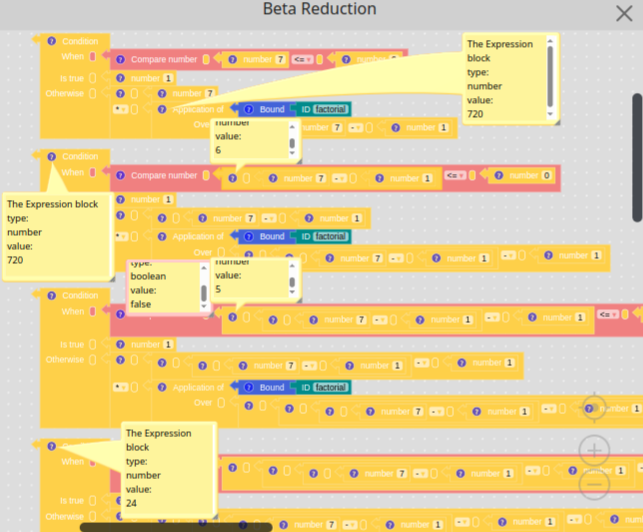 Beta Reduction
Condition
When Compare number number 7 <=
Is true number 1
Otherwise number 7
* Application of Bound ID factorial
Over number 7 - number 1
The Expression
block
type:
number
value:
720
number
value:
6
Condition
When Compare number number 7 - number 1 <= number 0
number 1
number 7 - number 1
* Application of Bound ID factorial
Over number 7 - number 1 - number 1
The Expression block
type:
number
value:
720
type:
boolean
value:
false
number
value:
5
Condition
When number 7 - number 1 - number 1 <=
Is true number 1
Otherwise number 7 - number 1 - number 1
* Application of Bound ID factorial
Over number 7 - number 1 - number 1 - number 1
The Expression
block
type:
number
value:
24
When number 7 - number 1 - number 1
Is true
Otherwise number 7 - number 1 - number 1 - number 1